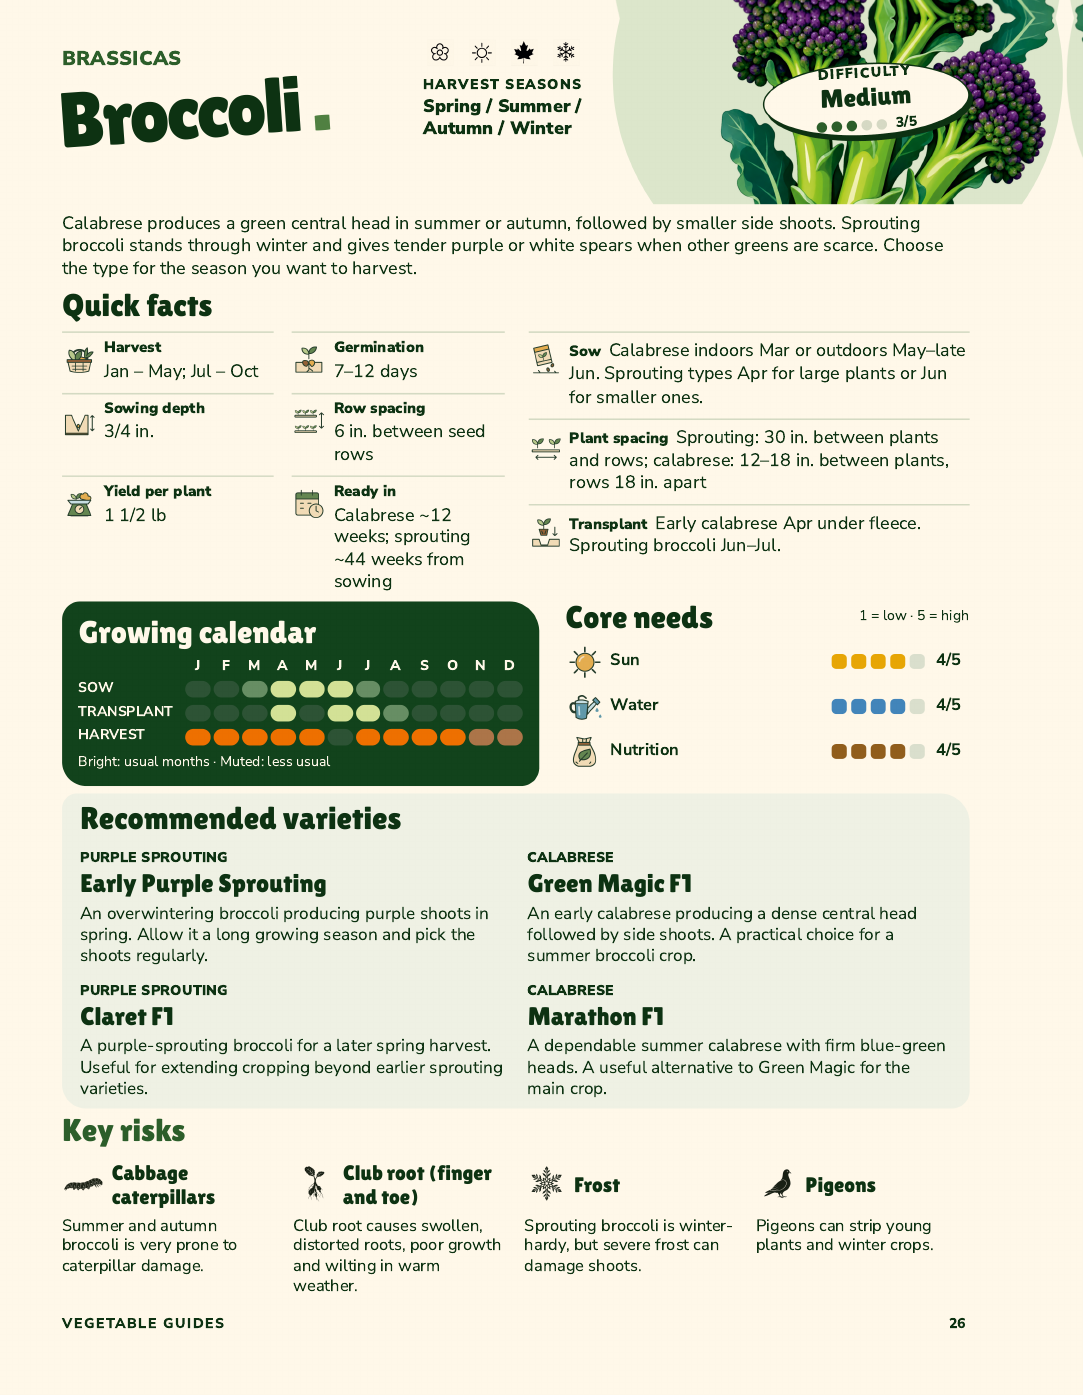 BRASSICAS
Broccoli.
HARVEST SEASONS
Spring / Summer /
Autumn / Winter
DIFFICULTY
Medium
3/5
Calabrese produces a green central head in summer or autumn, followed by smaller side shoots. Sprouting
broccoli stands through winter and gives tender purple or white spears when other greens are scarce. Choose
the type for the season you want to harvest.
Quick facts
Harvest
Jan – May; Jul – Oct
Germination
7–12 days
Sowing depth
3/4 in.
Row spacing
6 in. between seed
rows
Yield per plant
1 1/2 lb
Ready in
Calabrese ~12
weeks; sprouting
~44 weeks from
sowing
Sow Calabrese indoors Mar or outdoors May–late
Jun. Sprouting types Apr for large plants or Jun
for smaller ones.
Plant spacing Sprouting: 30 in. between plants
and rows; calabrese: 12–18 in. between plants,
rows 18 in. apart
Transplant Early calabrese Apr under fleece.
Sprouting broccoli Jun–Jul.
Growing calendar
J F M A M J J A S O N D
SOW
TRANSPLANT
HARVEST
Bright: usual months · Muted: less usual
Core needs
1 = low · 5 = high
Sun 4/5
Water 4/5
Nutrition 4/5
Recommended varieties
PURPLE SPROUTING
Early Purple Sprouting
An overwintering broccoli producing purple shoots in
spring. Allow it a long growing season and pick the
shoots regularly.
CALABRESE
Green Magic F1
An early calabrese producing a dense central head
followed by side shoots. A practical choice for a
summer broccoli crop.
PURPLE SPROUTING
Claret F1
A purple-sprouting broccoli for a later spring harvest.
Useful for extending cropping beyond earlier sprouting
varieties.
CALABRESE
Marathon F1
A dependable summer calabrese with firm blue-green
heads. A useful alternative to Green Magic for the
main crop.
Key risks
Cabbage
caterpillars
Summer and autumn
broccoli is very prone to
caterpillar damage.
Club root (finger
and toe)
Club root causes swollen,
distorted roots, poor growth
and wilting in warm
weather.
Frost
Sprouting broccoli is winter-
hardy, but severe frost can
damage shoots.
Pigeons
Pigeons can strip young
plants and winter crops.
VEGETABLE GUIDES
26